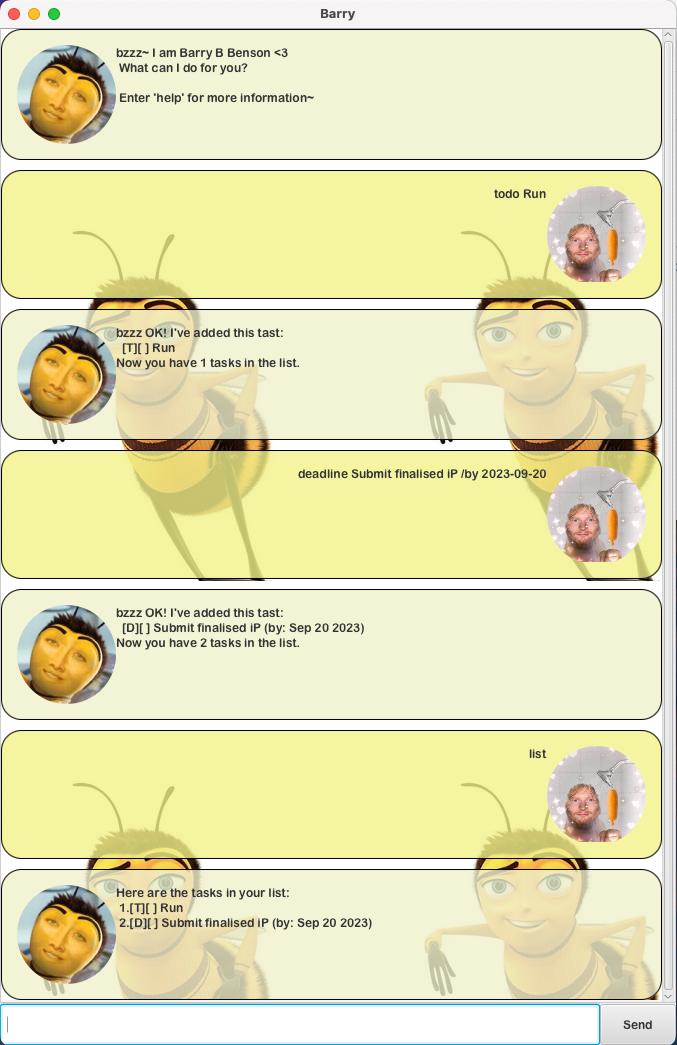 Barry
bzzz~ I am Barry B Benson <3
What can I do for you?
Enter 'help' for more information~
todo Run
bzzz OK! I've added this tast:
[T][ ] Run
Now you have 1 tasks in the list.
deadline Submit finalised iP /by 2023-09-20
bzzz OK! I've added this tast:
[D][ ] Submit finalised iP (by: Sep 20 2023)
Now you have 2 tasks in the list.
list
Here are the tasks in your list:
1.[T][ ] Run
2.[D][ ] Submit finalised iP (by: Sep 20 2023)
Send